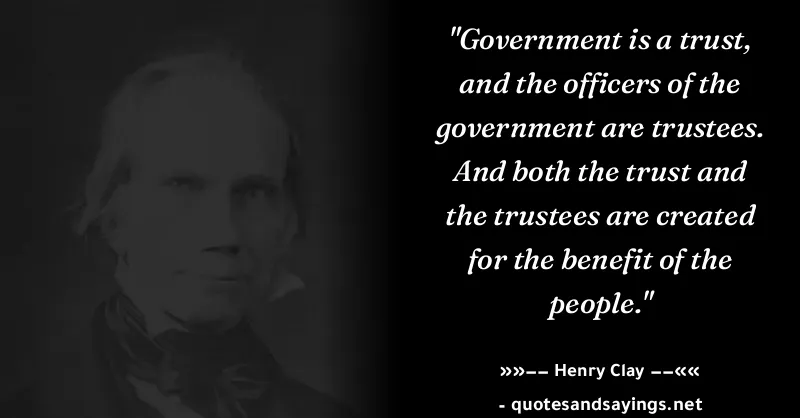 "Government is a trust,
and the officers of the
government are trustees.
And both the trust and
the trustees are created
for the benefit of the
people."
»»–– Henry Clay ––««
- quotesandsayings.net